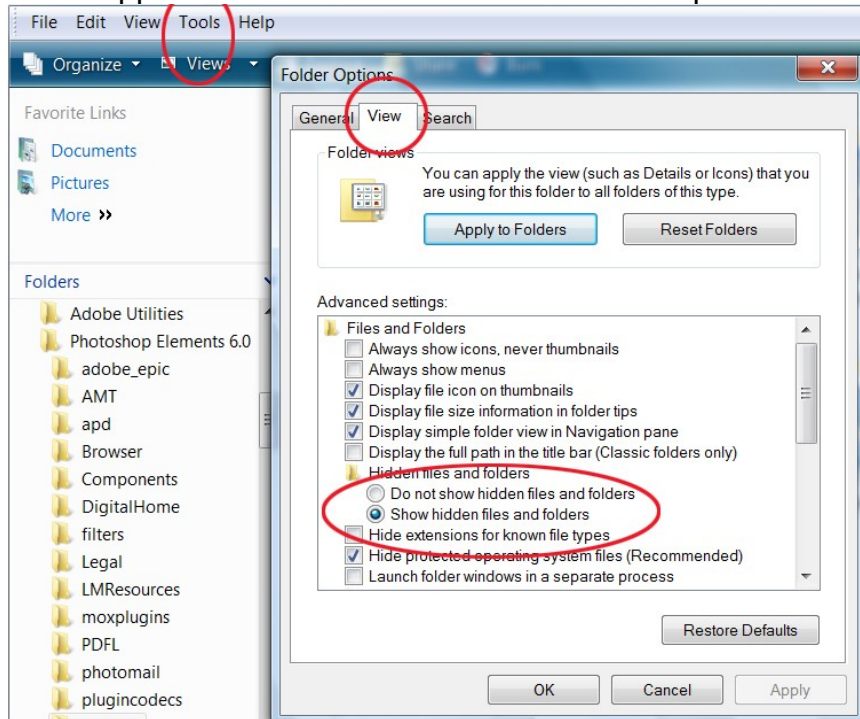 File Edit View Tools Help
Organize Views
Folder Options
Favorite Links
Documents
Pictures
More
Folders
Adobe Utilities
Photoshop Elements 6.0
adobe_epic
AMT
apd
Browser
Components
DigitalHome
filters
Legal
LMResources
moxplugins
PDFL
photomail
plugincodecs
General View Search
Folder views
You can apply the view (such as Details or Icons) that you
are using for this folder to all folders of this type.
Apply to Folders Reset Folders
Advanced settings:
Files and Folders
Always show icons, never thumbnails
Always show menus
Display file icon on thumbnails
Display file size information in folder tips
Display simple folder view in Navigation pane
Display the full path in the title bar (Classic folders only)
Hidden files and folders
Do not show hidden files and folders
Show hidden files and folders
Hide extensions for known file types
Hide protected operating system files (Recommended)
Launch folder windows in a separate process
Restore Defaults
OK Cancel Apply